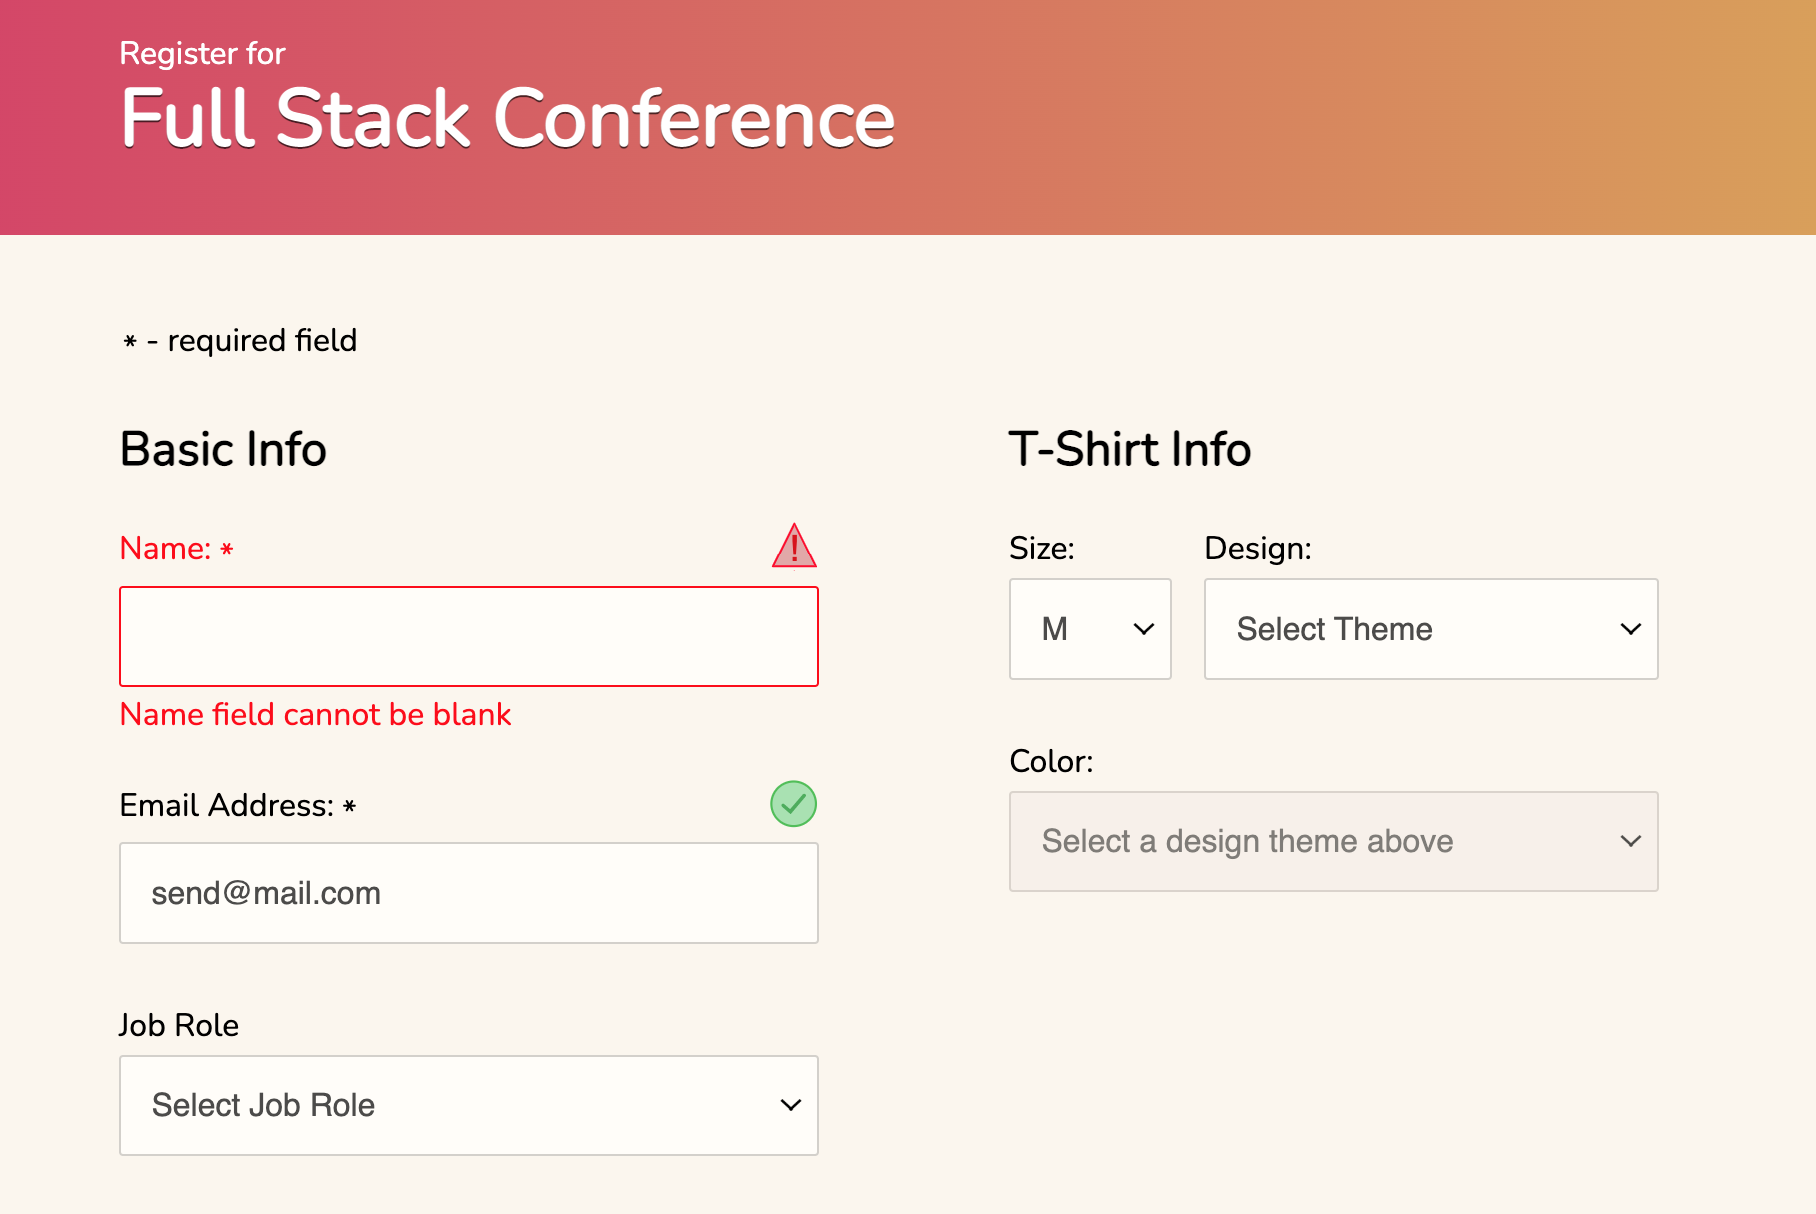 Register for
Full Stack Conference
* - required field
Basic Info
Name: *
Name field cannot be blank
Email Address: *
send@mail.com
Job Role
Select Job Role
T-Shirt Info
Size:
M
Design:
Select Theme
Color:
Select a design theme above